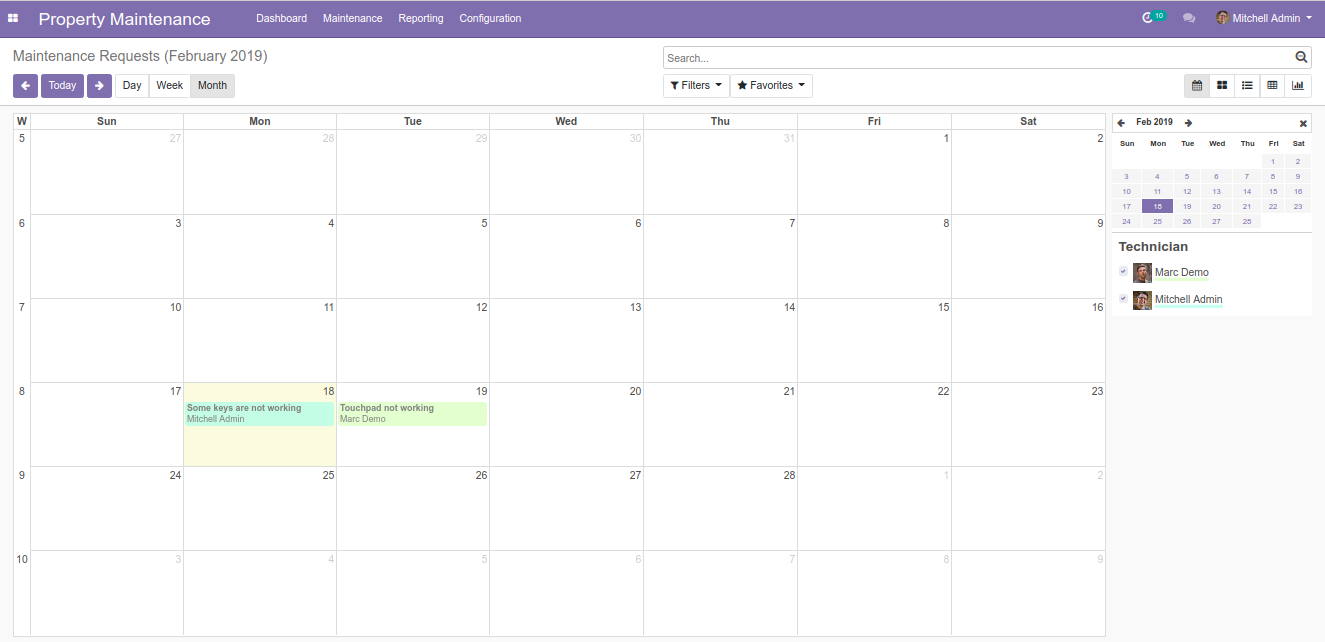 Property Maintenance Dashboard Maintenance Reporting Configuration 10 Mitchell Admin
Maintenance Requests (February 2019)
Search...
Today Day Week Month
Filters Favorites
W Sun Mon Tue Wed Thu Fri Sat
5 27 28 29 30 31 1 2
6 3 4 5 6 7 8 9
7 10 11 12 13 14 15 16
8 17 18 19 20 21 22 23
Some keys are not working
Mitchell Admin
Touchpad not working
Marc Demo
9 24 25 26 27 28 1 2
10 3 4 5 6 7 8 9
Feb 2019
Sun Mon Tue Wed Thu Fri Sat
1 2
3 4 5 6 7 8 9
10 11 12 13 14 15 16
17 18 19 20 21 22 23
24 25 26 27 28
Technician
Marc Demo
Mitchell Admin